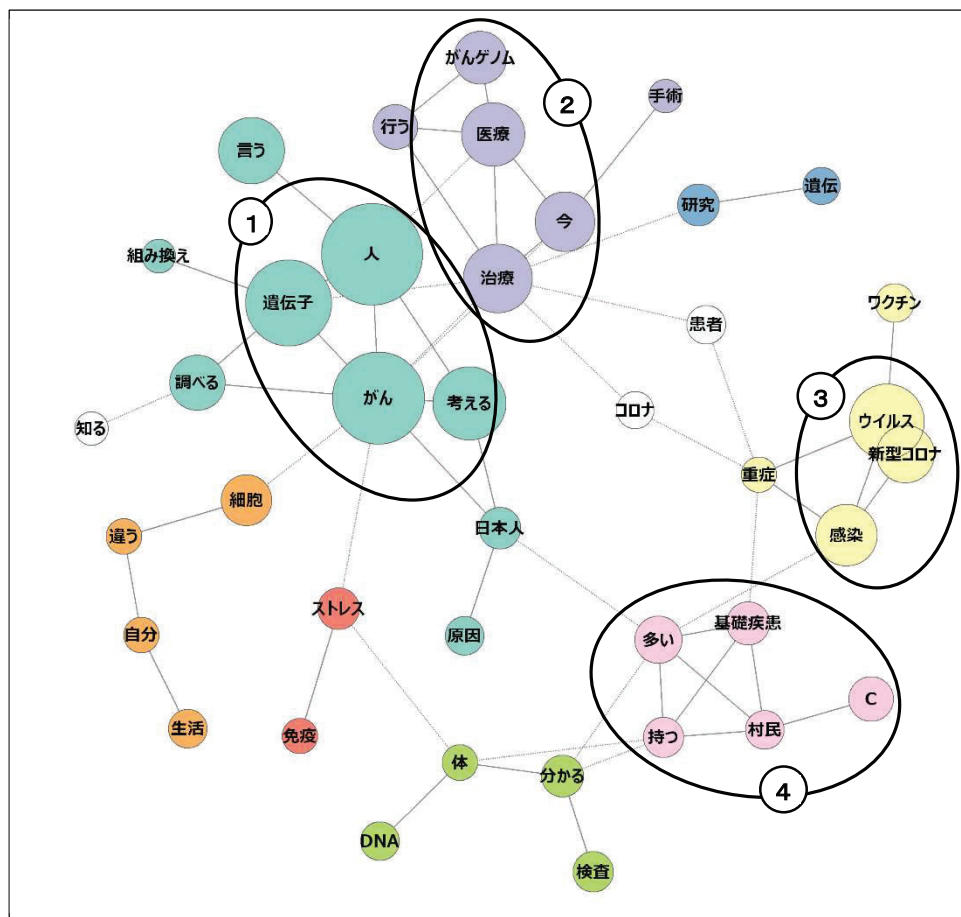 がんゲノム
2
手術
行う
医療
言う
遺伝
研究
今
1
人
組み換え
治療
遺伝子
ワクチン
患者
調べる
がん
考える
コロナ
3
ウイルス
知る
新型コロナ
重症
細胞
日本人
感染
違う
ストレス
基礎疾患
自分
原因
多い
C
生活
免疫
持つ
村民
体
分かる
4
DNA
検査